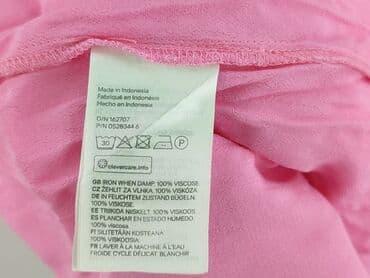 Made in Indonesia
Fabriqué en Indonésie
Hecho en Indonesia
O/N 162707
P/N 0528344 6
30 P
clevercare.info
GB IRON WHEN DAMP. 100% VISCOSE
CZ ŽEHLIT ZA VLHKA. 100% VISKÓZA
DE IN FEUCHTEM ZUSTAND BÜGELN.
100% VISKOSE.
EE TRIIKIDA NIISKELT. 100% VISKOOS
ES PLANCHAR EN ESTADO HÚMEDO.
100% viscosa
FI SILITETÄÄN KOSTEANA.
100% VISKOOSIA:
FR LAVER À LA MACHINE À L'EAU
FROIDE CYCLE DÉLICAT BLANCHIR